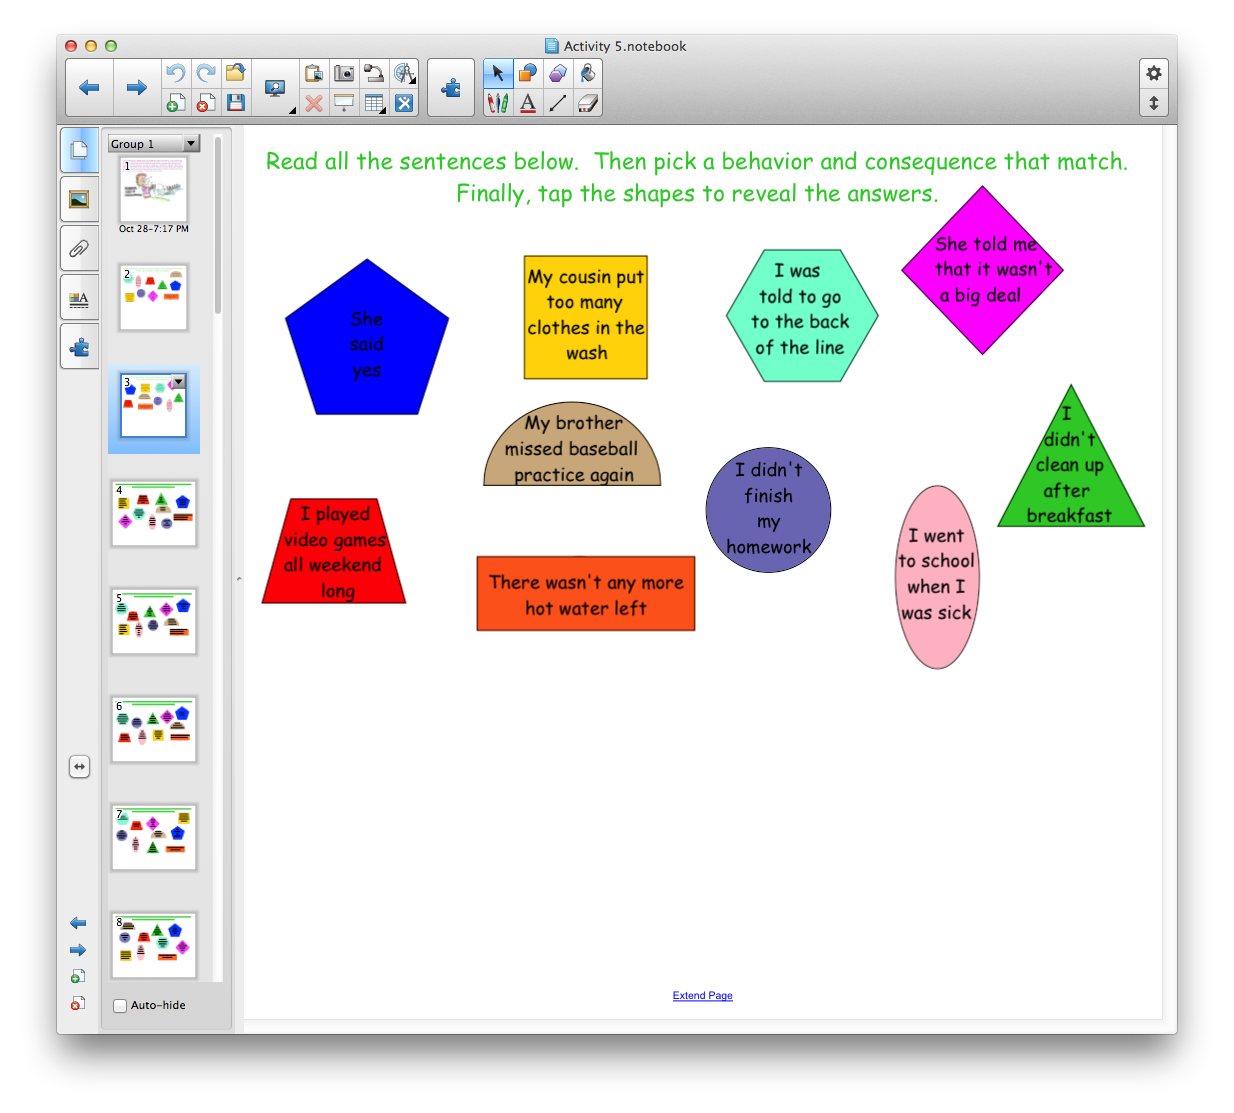 Activity 5.notebook
Group 1
1
Oct 28-7:17 PM
2
3
4
5
6
7
8
Auto-hide
Read all the sentences below.  Then pick a behavior and consequence that match.
Finally, tap the shapes to reveal the answers.
She
said
yes
My cousin put
too many
clothes in the
wash
I was
told to go
to the back
of the line
She told me
that it wasn't
a big deal
My brother
missed baseball
practice again
I didn't
finish
my
homework
I
didn't
clean up
after
breakfast
I played
video games
all weekend
long
There wasn't any more
hot water left
I went
to school
when I
was sick
Extend Page